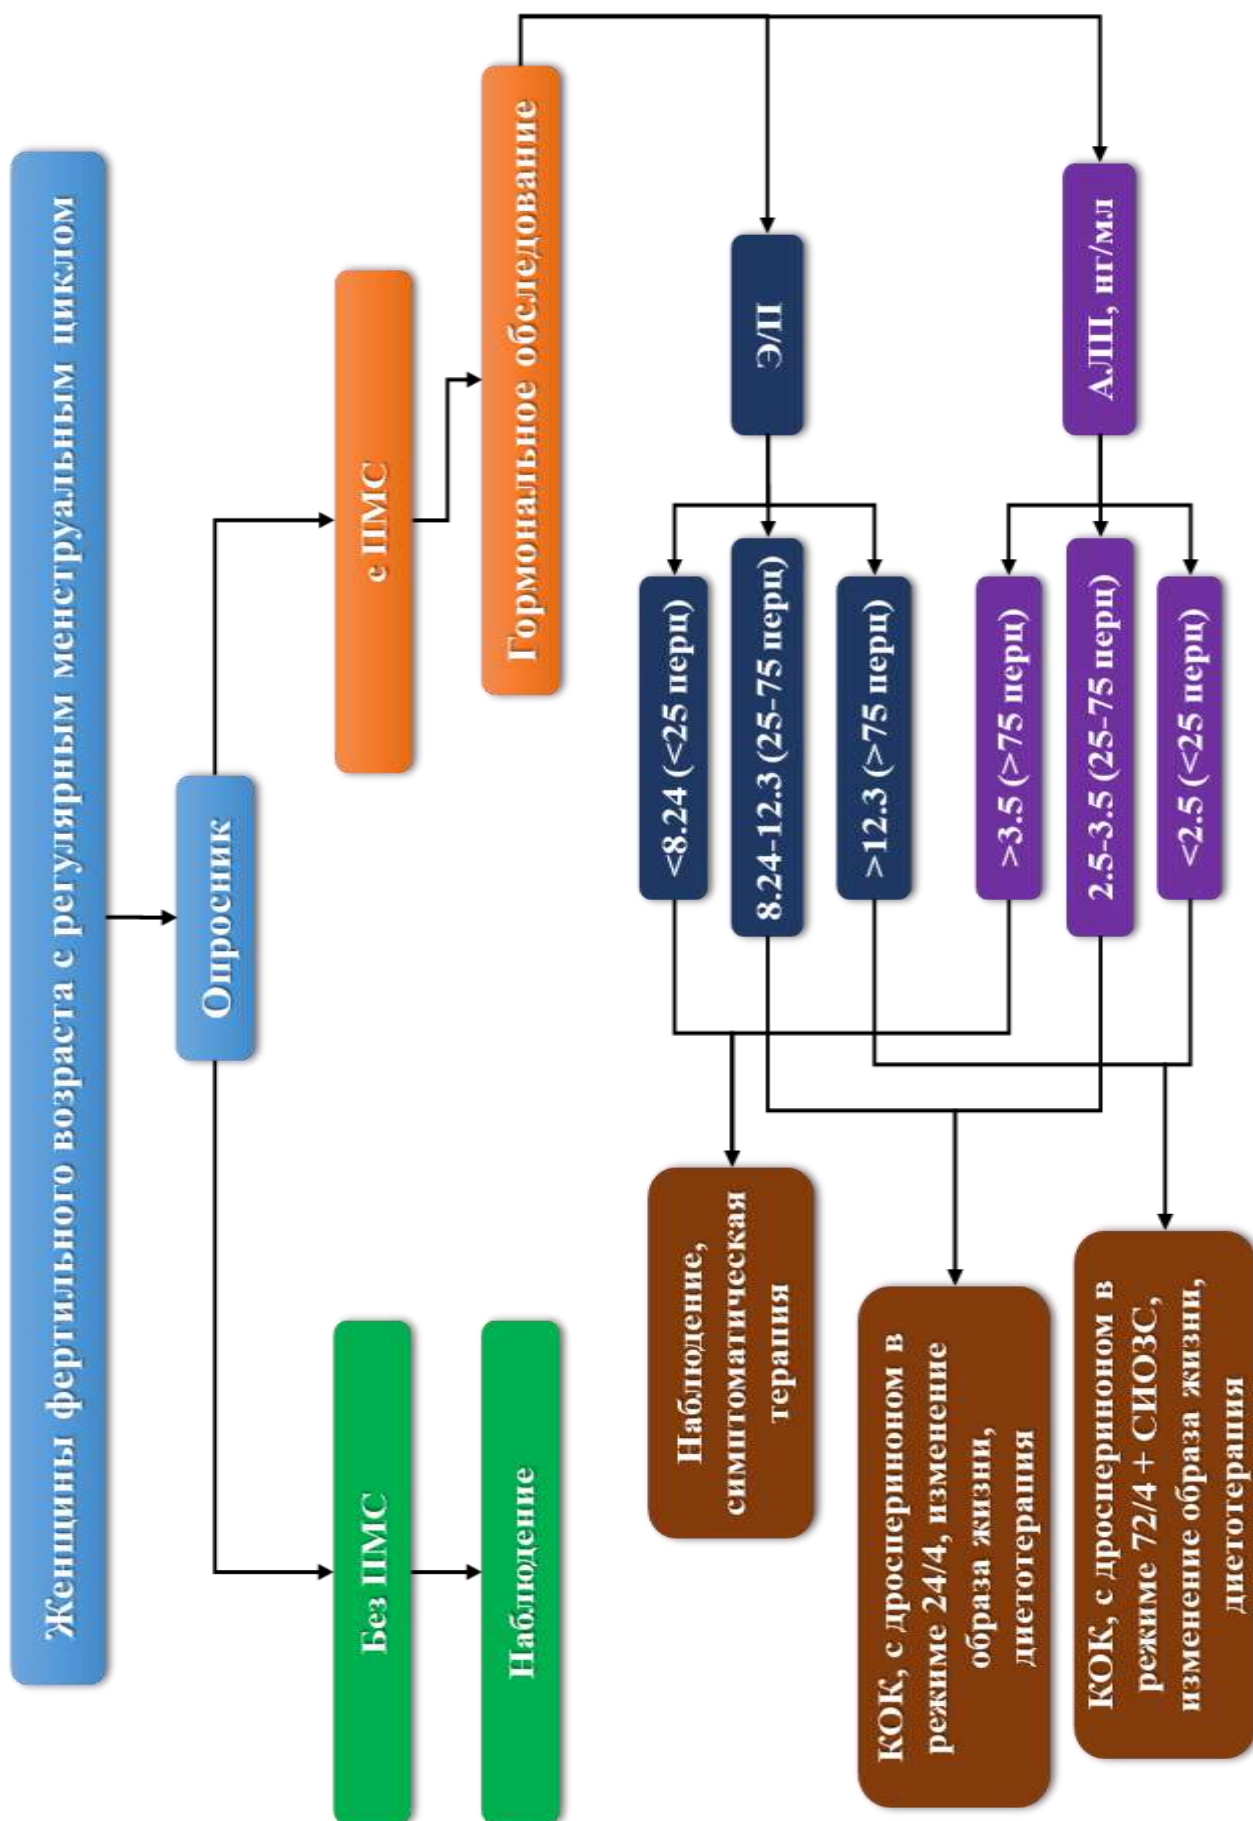 Женщины фертильного возраста с регулярным менструальным циклом
Опросник
Без ПМС
с ПМС
Наблюдение
Гормональное обследование
Э/П
АЛП, нг/мл
<8.24 (<25 перц)
8.24-12.3 (25-75 перц)
>12.3 (>75 перц)
>3.5 (>75 перц)
2.5-3.5 (25-75 перц)
<2.5 (<25 перц)
Наблюдение,
симптоматическая
терапия
КОК, с дросперином в
режиме 24/4, изменение
образа жизни,
диетотерапия
КОК, с дросперином в
режиме 72/4 + СИОЗС,
изменение образа жизни,
диетотерапия